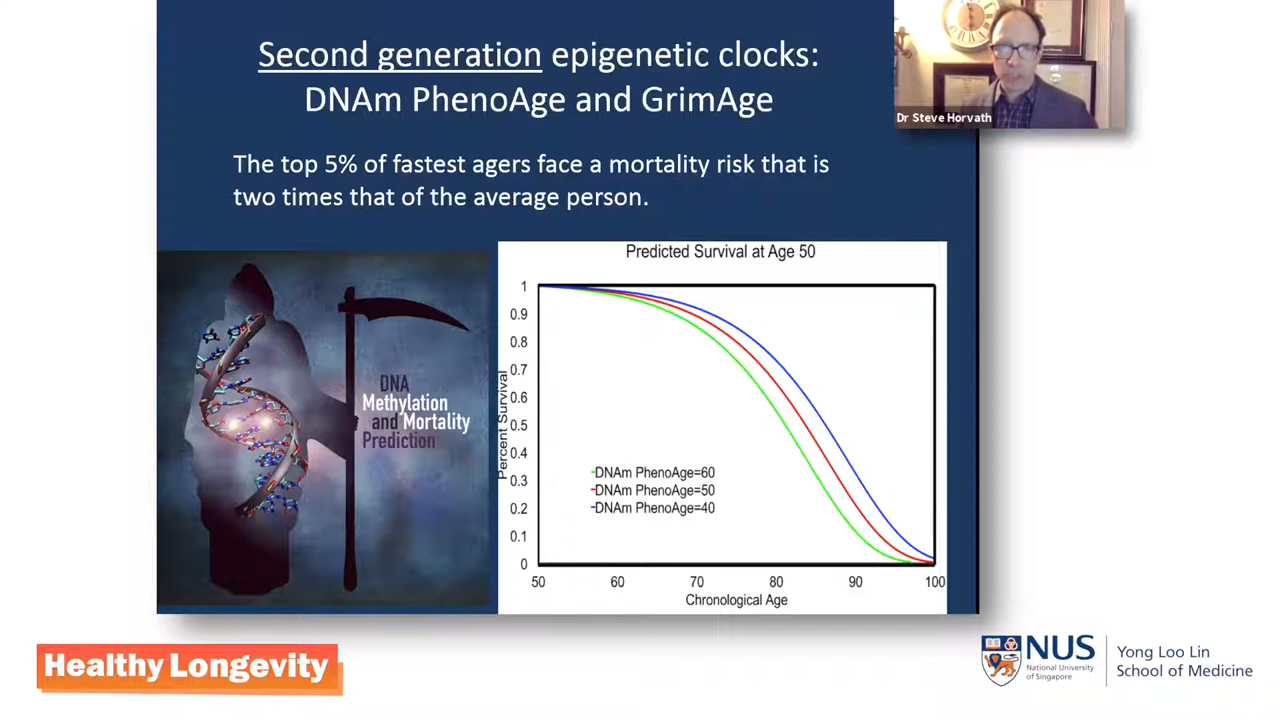 Second generation epigenetic clocks:
DNAm PhenoAge and GrimAge
Dr Steve Horvath
The top 5% of fastest agers face a mortality risk that is
two times that of the average person.
DNA
Methylation
and Mortality
Prediction
Predicted Survival at Age 50
Percent Survival
1
0.9
0.8
0.7
0.6
0.5
0.4
0.3
0.2
0.1
0
DNAm PhenoAge=60
DNAm PhenoAge=50
DNAm PhenoAge=40
50 60 70 80 90 100
Chronological Age
Healthy Longevity
NUS
National University
of Singapore
Yong Loo Lin
School of Medicine